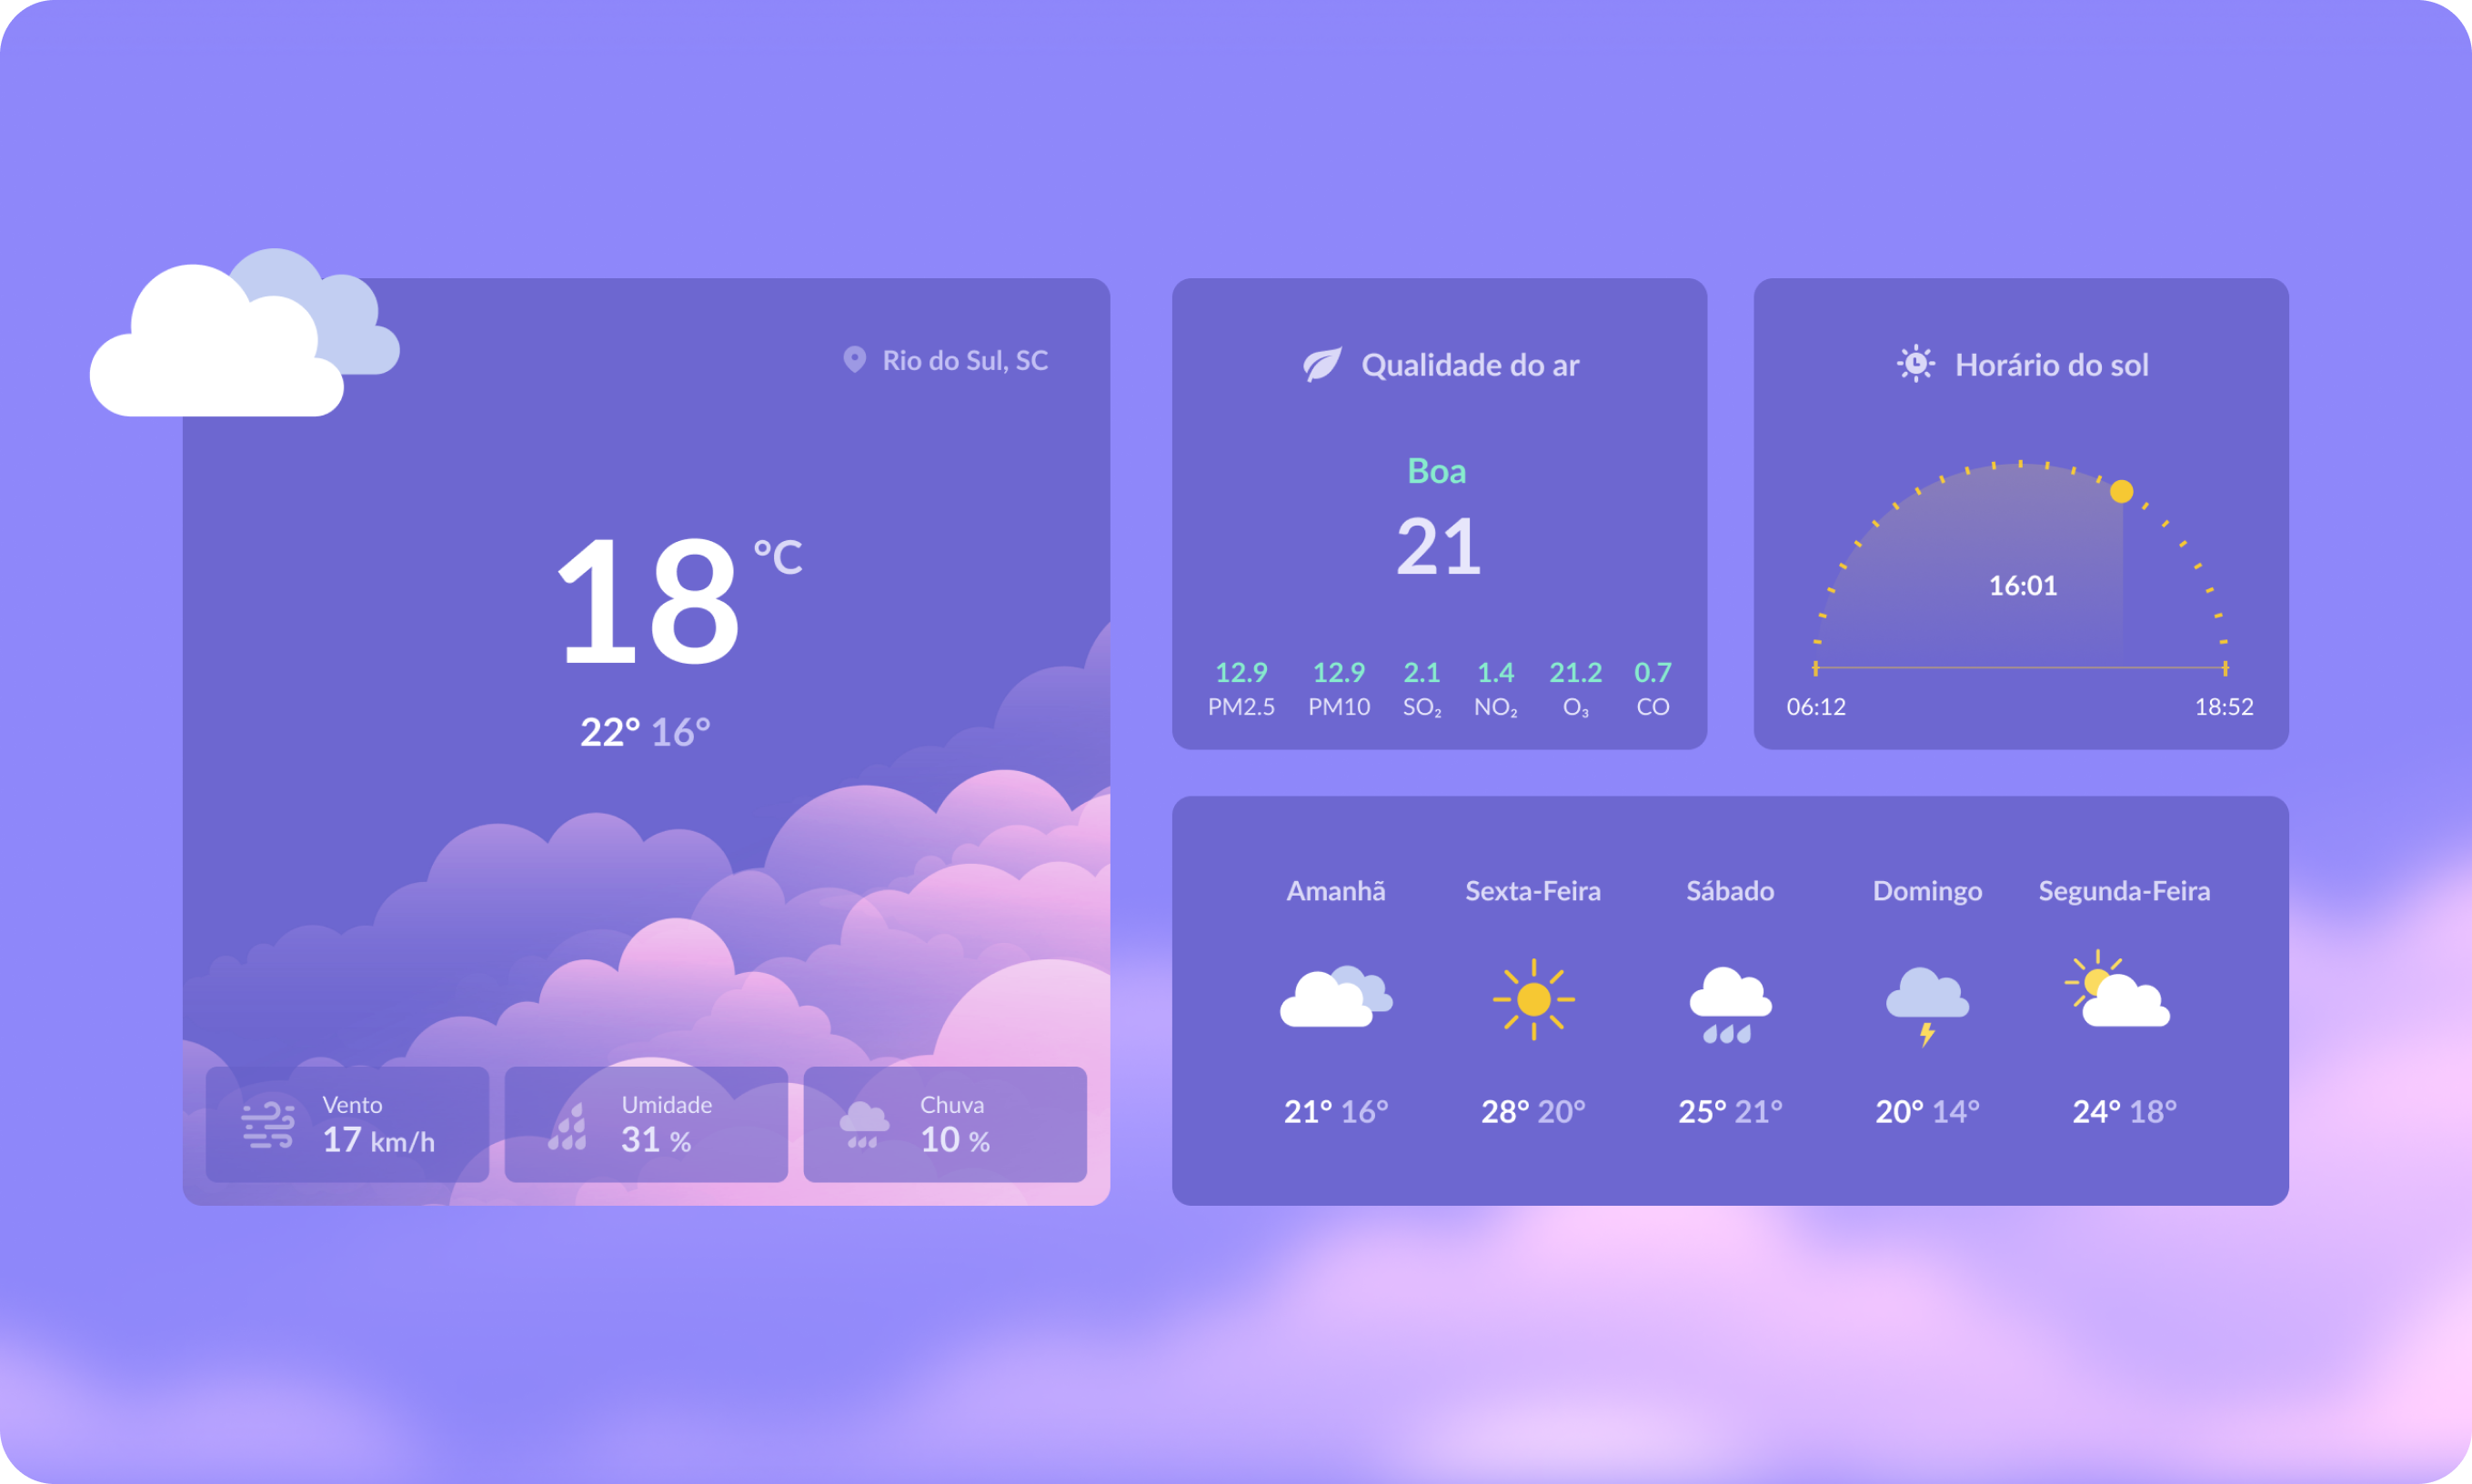 Rio do Sul, SC
18 °C
22° 16°
Vento
17 km/h
Umidade
31 %
Chuva
10 %
Qualidade do ar
Boa
21
12.9 12.9 2.1 1.4 21.2 0.7
PM2.5 PM10 SO₂ NO₂ O₃ CO
Horário do sol
16:01
06:12 18:52
Amanhã Sexta-Feira Sábado Domingo Segunda-Feira
21° 16° 28° 20° 25° 21° 20° 14° 24° 18°